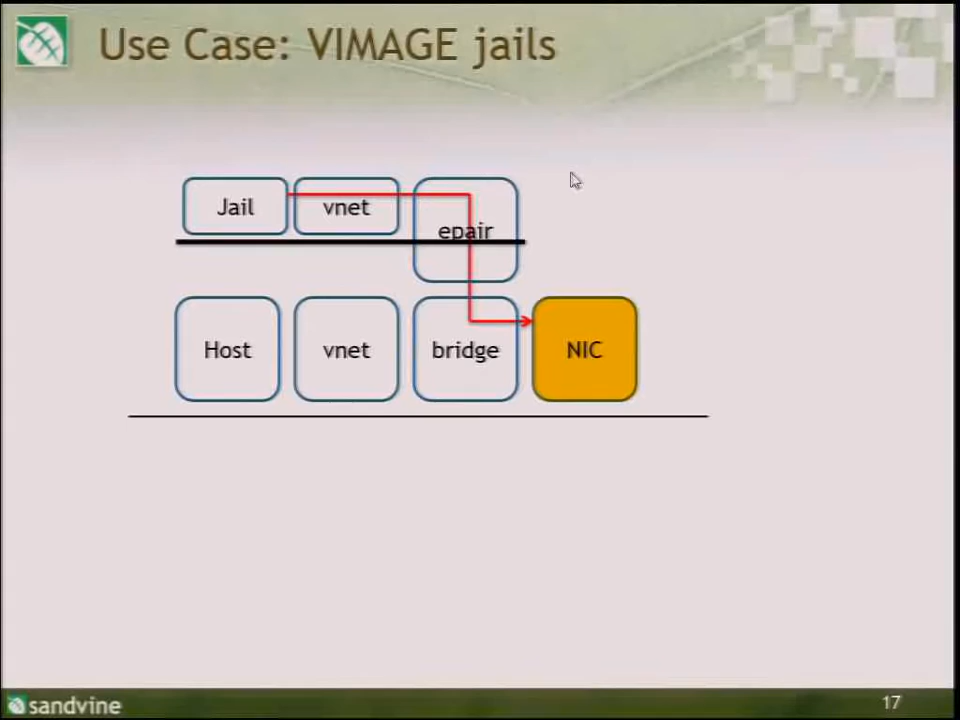 Use Case: VIMAGE jails
Jail
vnet
epair
Host
vnet
bridge
NIC
sandvine
17